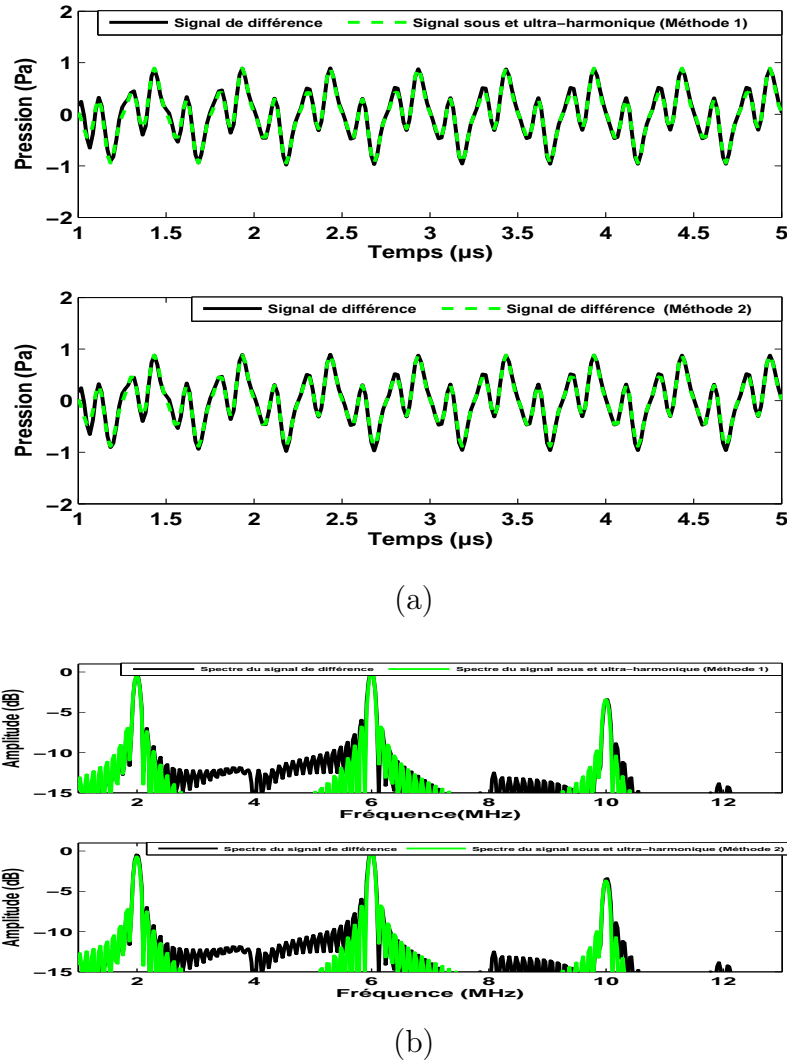 Signal de différence Signal sous et ultra−harmonique (Méthode 1)
2
1
0
−1
−2
Pression (Pa)
1 1.5 2 2.5 3 3.5 4 4.5 5
Temps (µs)
Signal de différence Signal de différence (Méthode 2)
2
1
0
−1
−2
Pression (Pa)
1 1.5 2 2.5 3 3.5 4 4.5 5
Temps (µs)
(a)
Spectre du signal de différence Spectre du signal sous et ultra−harmonique (Méthode 1)
0
−5
−10
−15
Amplitude (dB)
2 4 6 8 10 12
Fréquence(MHz)
Spectre du signal de différence Spectre du signal sous et ultra−harmonique (Méthode 2)
0
−5
−10
−15
Amplitude (dB)
2 4 6 8 10 12
Fréquence (MHz)
(b)